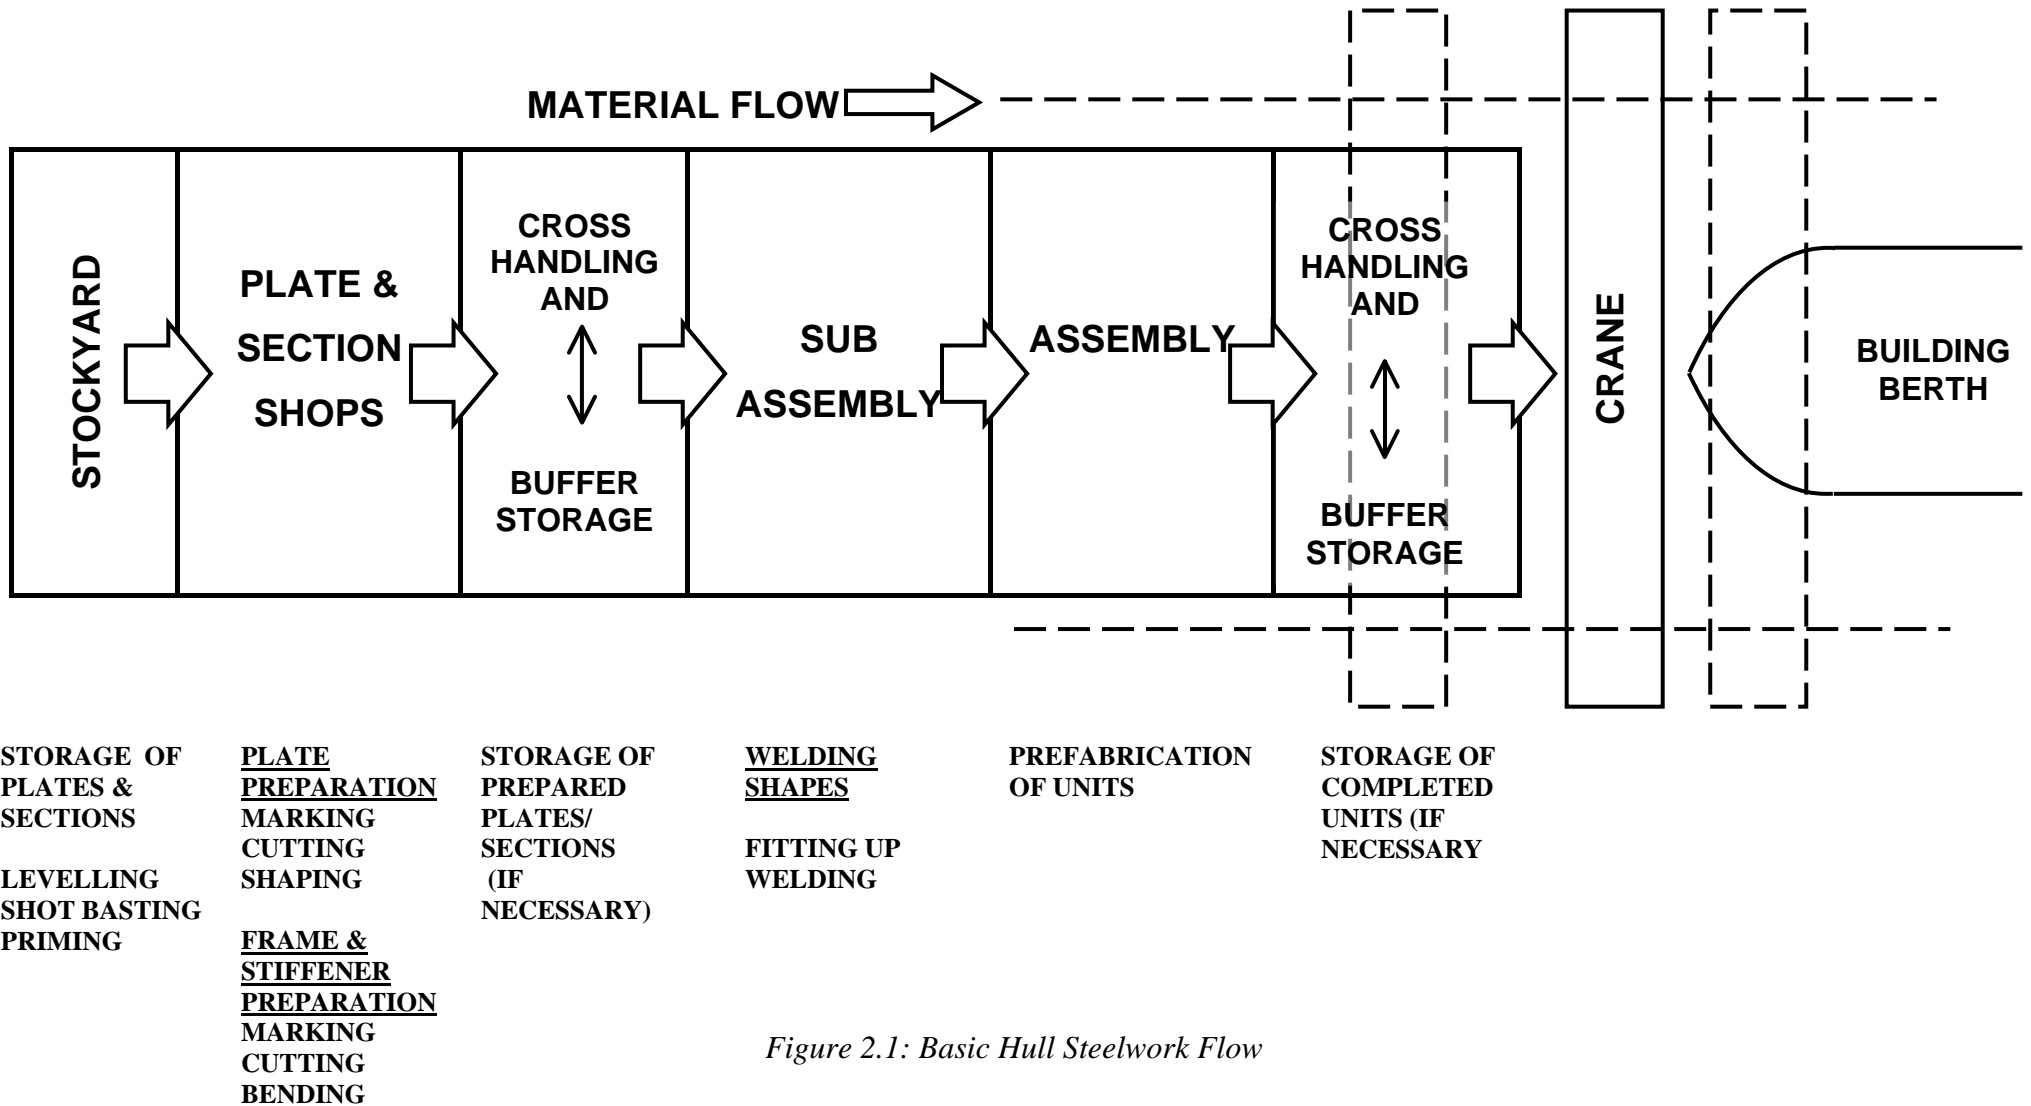 MATERIAL FLOW
STOCKYARD
PLATE &
SECTION
SHOPS
CROSS
HANDLING
AND
BUFFER
STORAGE
SUB
ASSEMBLY
ASSEMBLY
CROSS
HANDLING
AND
BUFFER
STORAGE
CRANE
BUILDING
BERTH
STORAGE OF
PLATES &
SECTIONS
LEVELLING
SHOT BASTING
PRIMING
PLATE
PREPARATION
MARKING
CUTTING
SHAPING
FRAME &
STIFFENER
PREPARATION
MARKING
CUTTING
BENDING
STORAGE OF
PREPARED
PLATES/
SECTIONS
(IF
NECESSARY)
WELDING
SHAPES
FITTING UP
WELDING
PREFABRICATION
OF UNITS
STORAGE OF
COMPLETED
UNITS (IF
NECESSARY
Figure 2.1: Basic Hull Steelwork Flow